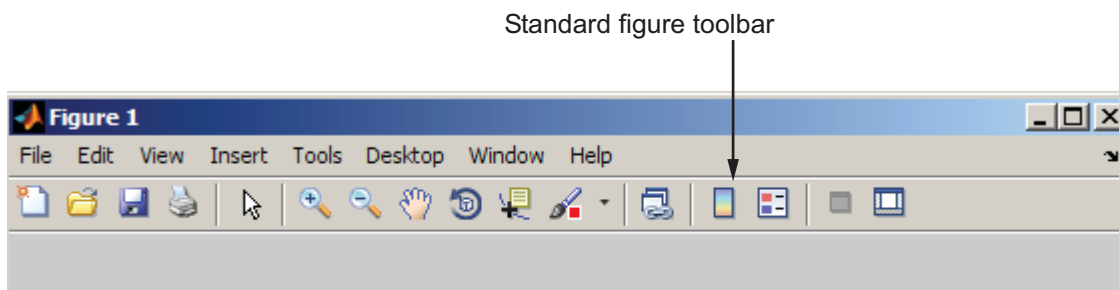 Standard figure toolbar
Figure 1
File Edit View Insert Tools Desktop Window Help